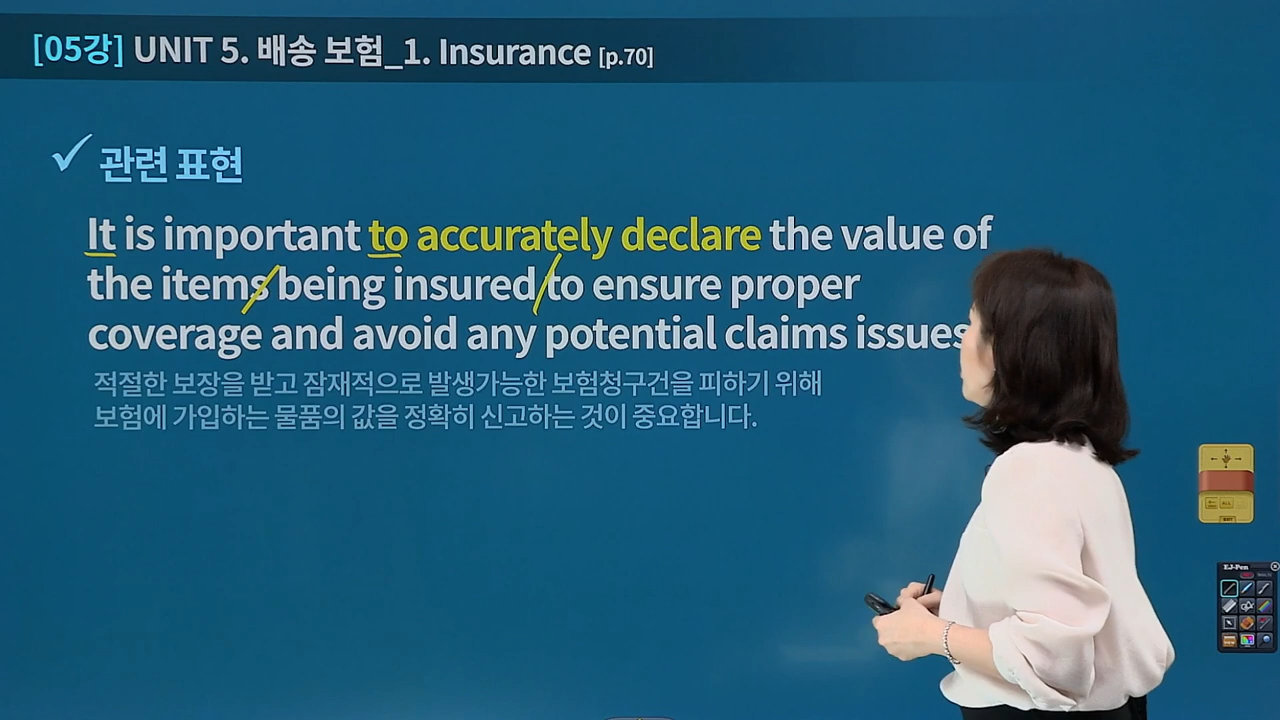 [05강] UNIT 5. 배송 보험_1. Insurance [p.70]
관련 표현
It is important to accurately declare the value of
the items being insured to ensure proper
coverage and avoid any potential claims issues
적절한 보장을 받고 잠재적으로 발생가능한 보험청구건을 피하기 위해
보험에 가입하는 물품의 값을 정확히 신고하는 것이 중요합니다.
ALL
EXIT
EJ-Pen